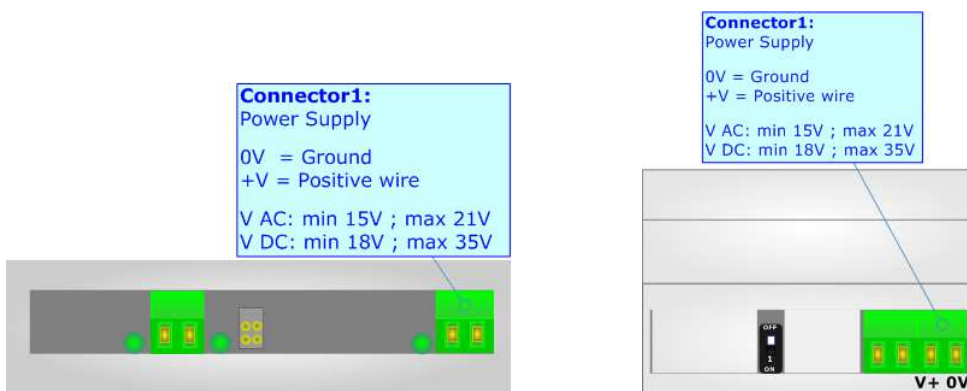 Connector1:
Power Supply
0V = Ground
+V = Positive wire
V AC: min 15V ; max 21V
V DC: min 18V ; max 35V
Connector1:
Power Supply
0V = Ground
+V = Positive wire
V AC: min 15V ; max 21V
V DC: min 18V ; max 35V
OFF
1
ON
V+ 0V